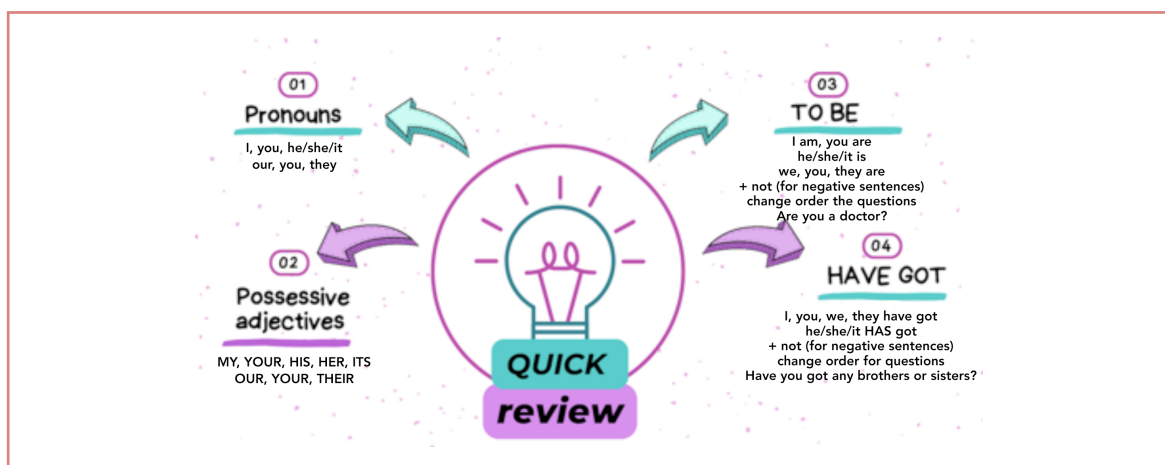 01
Pronouns
I, you, he/she/it
our, you, they
02
Possessive
adjectives
MY, YOUR, HIS, HER, ITS
OUR, YOUR, THEIR
03
TO BE
I am, you are
he/she/it is
we, you, they are
+ not (for negative sentences)
change order the questions
Are you a doctor?
04
HAVE GOT
I, you, we, they have got
he/she/it HAS got
+ not (for negative sentences)
change order for questions
Have you got any brothers or sisters?
QUICK
review